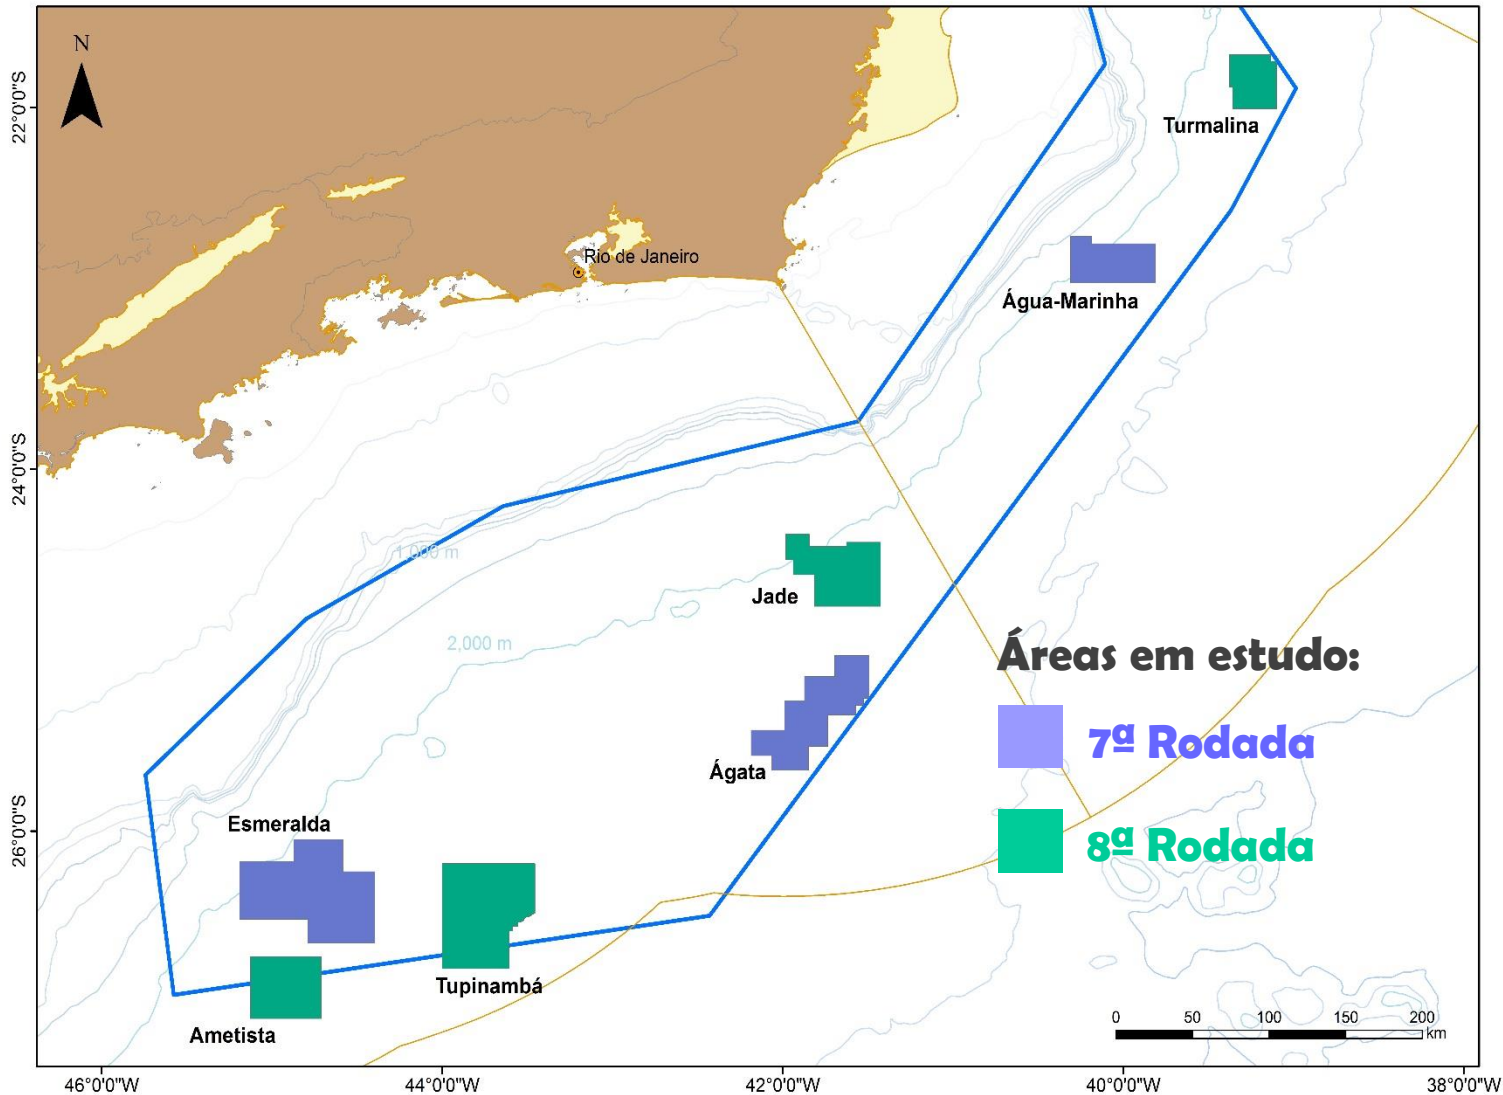 N
22°0'0"S
Turmalina
Rio de Janeiro
Água-Marinha
24°0'0"S
1,000 m
Jade
2,000 m
Áreas em estudo:
7ª Rodada
Ágata
Esmeralda
26°0'0"S
8ª Rodada
Tupinambá
Ametista
0 50 100 150 200
km
46°0'0"W 44°0'0"W 42°0'0"W 40°0'0"W 38°0'0"W